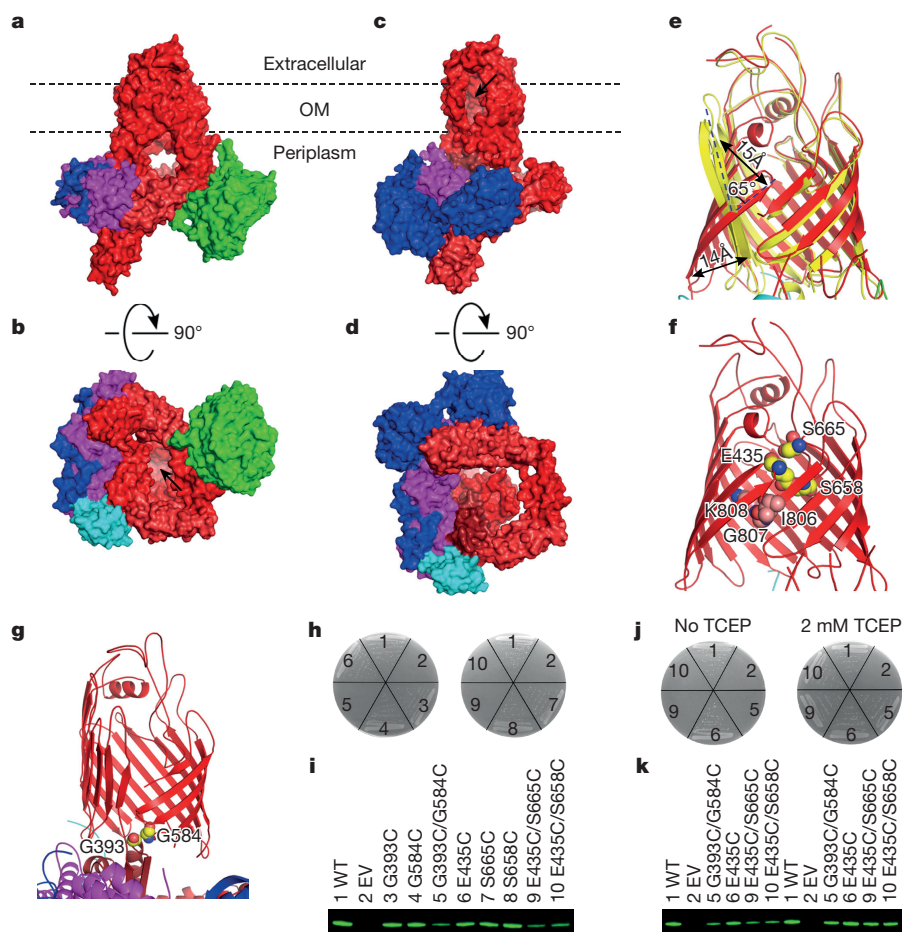 a
c
e
Extracellular
OM
Periplasm
15Å
65°
14Å
b
90°
d
90°
f
S665
E435
S658
K808
I806
G807
g
G393
G584
h
1
2
3
4
5
6
1
2
7
8
9
10
j
No TCEP
2 mM TCEP
1
2
5
6
9
10
1
2
5
6
9
10
i
1 WT
2 EV
3 G393C
4 G584C
5 G393C/G584C
6 E435C
7 S665C
8 S658C
9 E435C/S665C
10 E435C/S658C
k
1 WT
2 EV
5 G393C/G584C
6 E435C
9 E435C/S665C
10 E435C/S658C
1 WT
2 EV
5 G393C/G584C
6 E435C
9 E435C/S665C
10 E435C/S658C